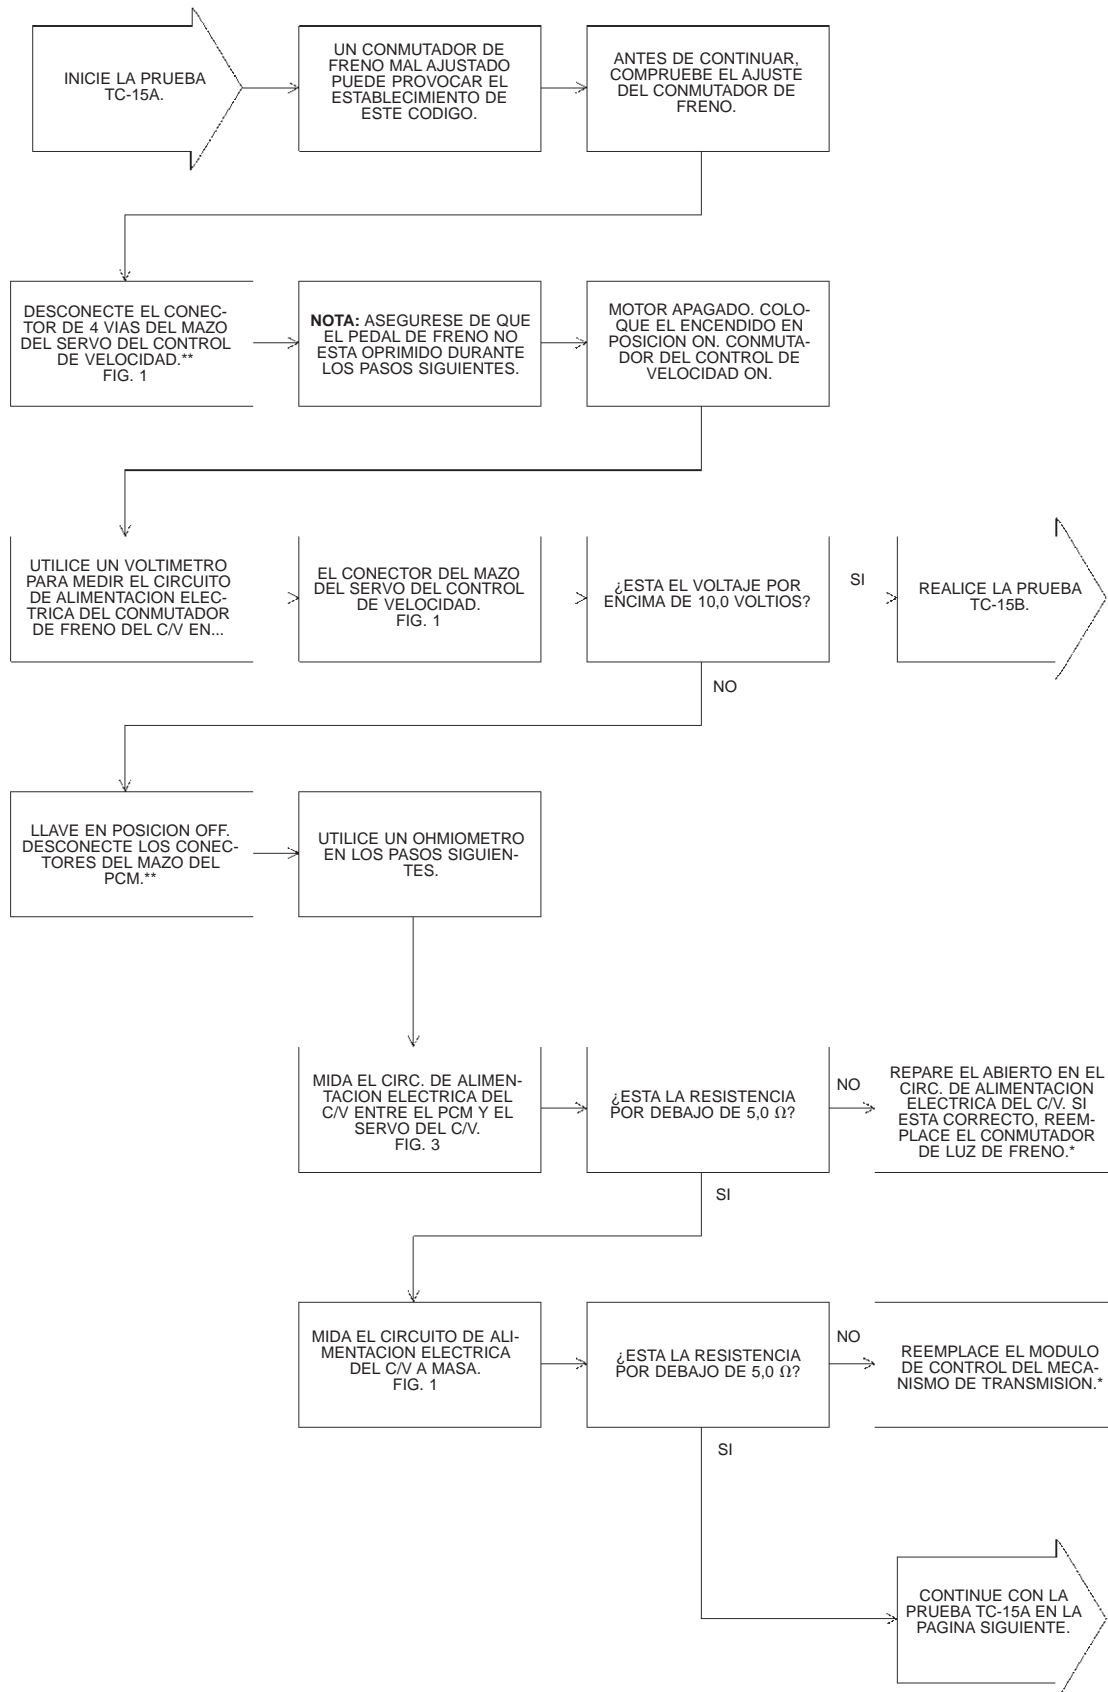 INICIE LA PRUEBA
TC-15A.
UN CONMUTADOR DE
FRENO MAL AJUSTADO
PUEDE PROVOCAR EL
ESTABLECIMIENTO DE
ESTE CODIGO.
ANTES DE CONTINUAR,
COMPRUEBE EL AJUSTE
DEL CONMUTADOR DE
FRENO.
DESCONECTE EL CONEC-
TOR DE 4 VIAS DEL MAZO
DEL SERVO DEL CONTROL
DE VELOCIDAD.**
FIG. 1
NOTA: ASEGURESE DE QUE
EL PEDAL DE FRENO NO
ESTA OPRIMIDO DURANTE
LOS PASOS SIGUIENTES.
MOTOR APAGADO. COLO-
QUE EL ENCENDIDO EN
POSICION ON. CONMUTA-
DOR DEL CONTROL DE
VELOCIDAD ON.
UTILICE UN VOLTIMETRO
PARA MEDIR EL CIRCUITO
DE ALIMENTACION ELEC-
TRICA DEL CONMUTADOR
DE FRENO DEL C/V EN...
EL CONECTOR DEL MAZO
DEL SERVO DEL CONTROL
DE VELOCIDAD.
FIG. 1
¿ESTA EL VOLTAJE POR
ENCIMA DE 10,0 VOLTIOS?
SI
REALICE LA PRUEBA
TC-15B.
NO
LLAVE EN POSICION OFF.
DESCONECTE LOS CONEC-
TORES DEL MAZO DEL
PCM.**
UTILICE UN OHMIOMETRO
EN LOS PASOS SIGUIEN-
TES.
MIDA EL CIRC. DE ALIMEN-
TACION ELECTRICA DEL
C/V ENTRE EL PCM Y EL
SERVO DEL C/V.
FIG. 3
¿ESTA LA RESISTENCIA
POR DEBAJO DE 5,0 Ω?
NO
REPARE EL ABIERTO EN EL
CIRC. DE ALIMENTACION
ELECTRICA DEL C/V. SI
ESTA CORRECTO, REEM-
PLACE EL CONMUTADOR
DE LUZ DE FRENO.*
SI
MIDA EL CIRCUITO DE ALI-
MENTACION ELECTRICA
DEL C/V A MASA.
FIG. 1
¿ESTA LA RESISTENCIA
POR DEBAJO DE 5,0 Ω?
NO
REEMPLACE EL MODULO
DE CONTROL DEL MECA-
NISMO DE TRANSMISION.*
SI
CONTINUE CON LA
PRUEBA TC-15A EN LA
PAGINA SIGUIENTE.